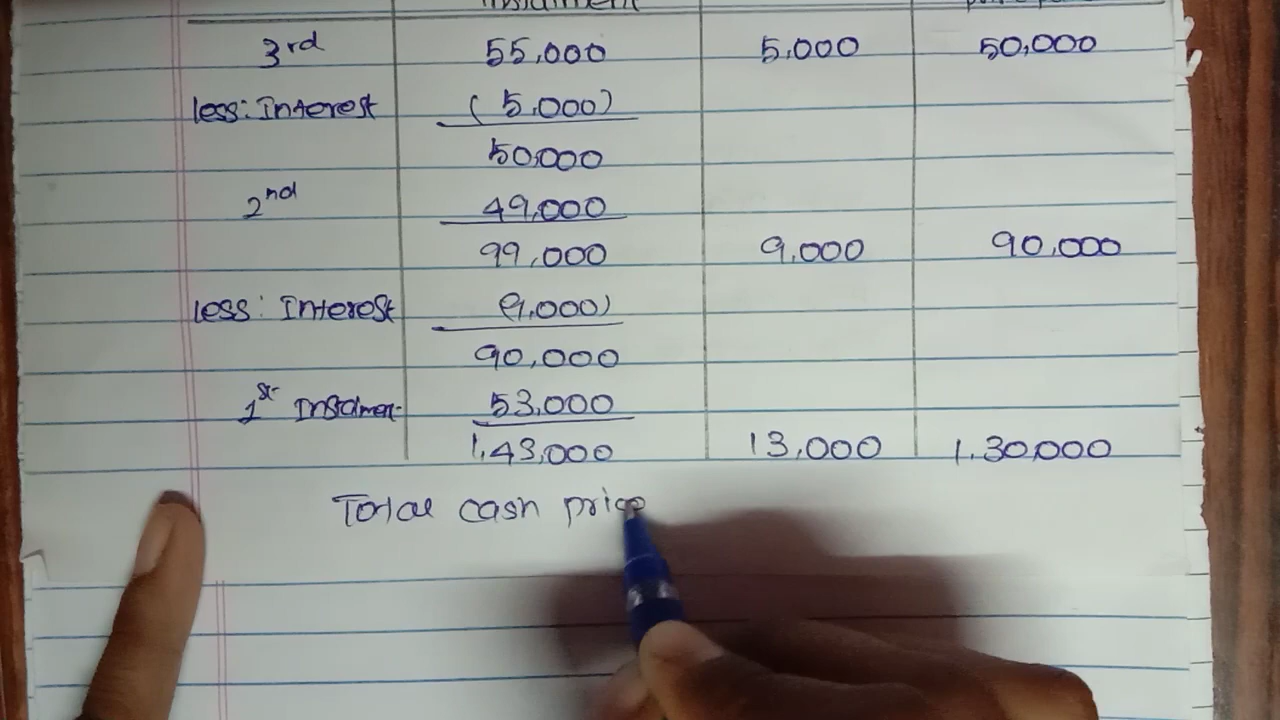 3rd 55,000 5,000 50,000
less: Interest (5,000)
50,000
2nd 49,000
99,000 9,000 90,000
less: Interest (9,000)
90,000
1st 53,000
1,43,000 13,000 1,30,000
Total cash price